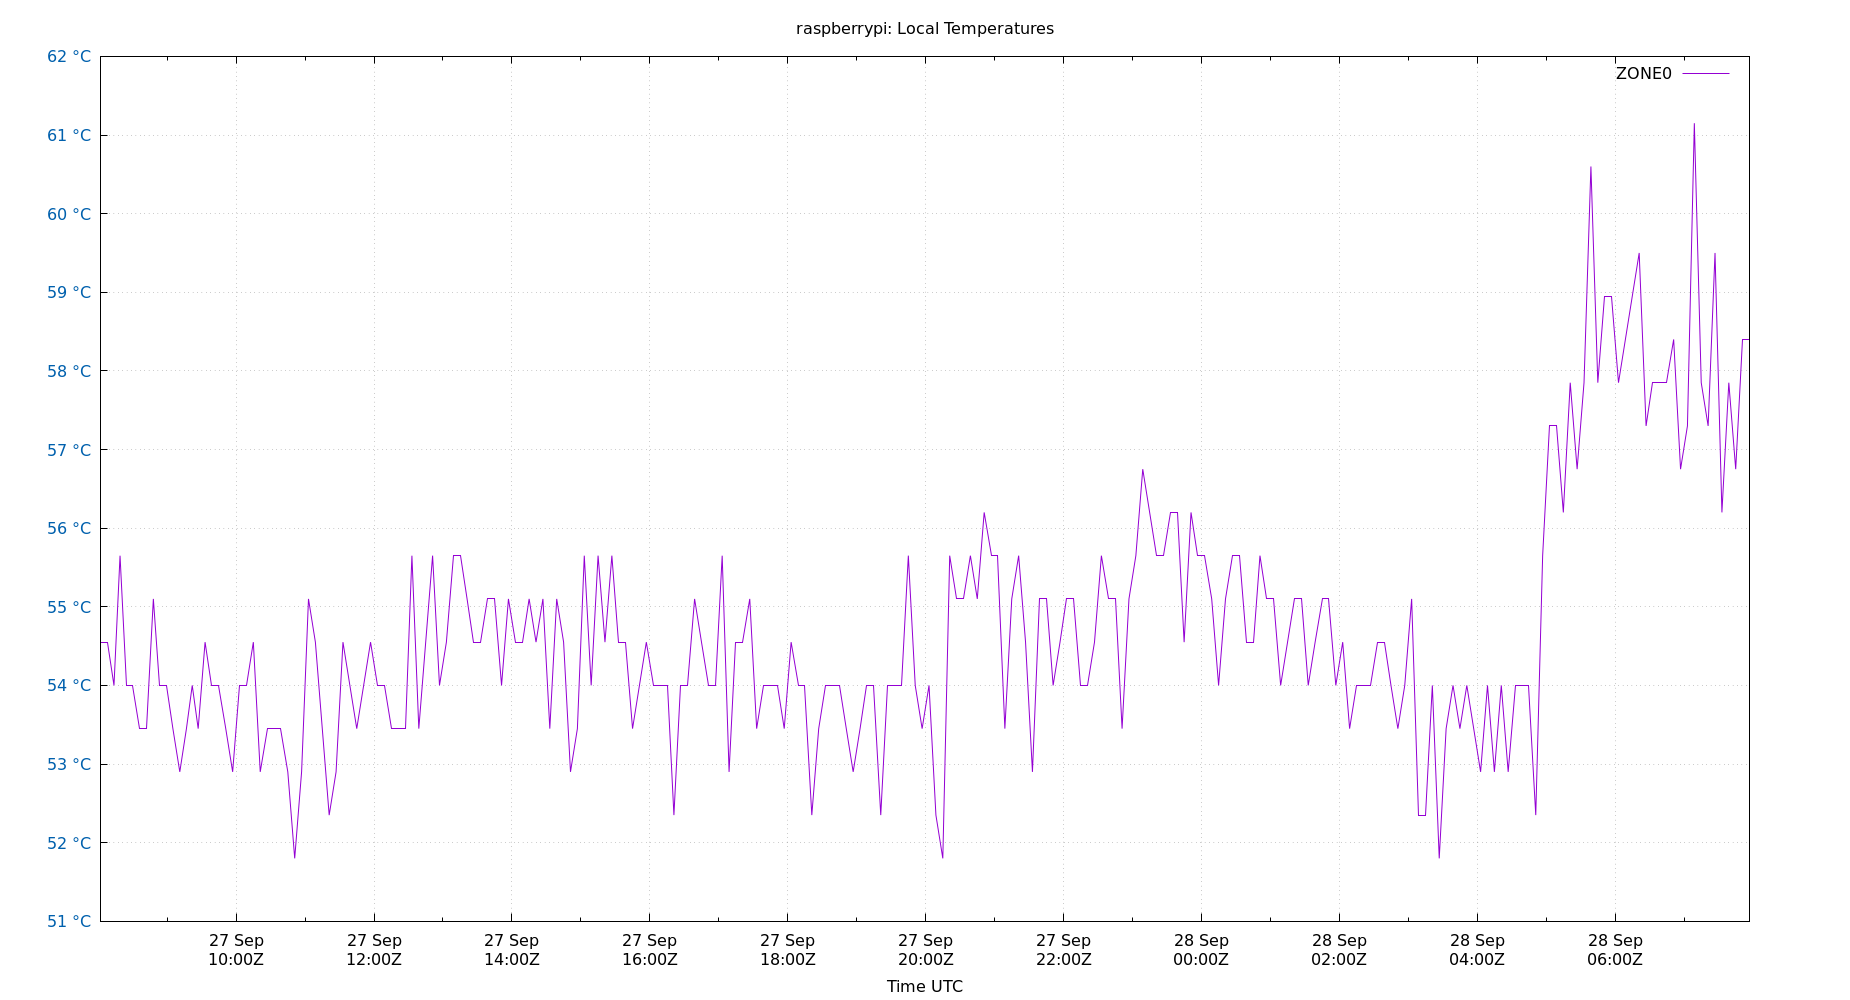 raspberrypi: Local Temperatures
62 °C
ZONE0
61 °C
60 °C
59 °C
58 °C
57 °C
56 °C
55 °C
54 °C
53 °C
52 °C
51 °C
27 Sep 27 Sep 27 Sep 27 Sep 27 Sep 27 Sep 27 Sep 28 Sep 28 Sep 28 Sep 28 Sep
10:00Z 12:00Z 14:00Z 16:00Z 18:00Z 20:00Z 22:00Z 00:00Z 02:00Z 04:00Z 06:00Z
Time UTC